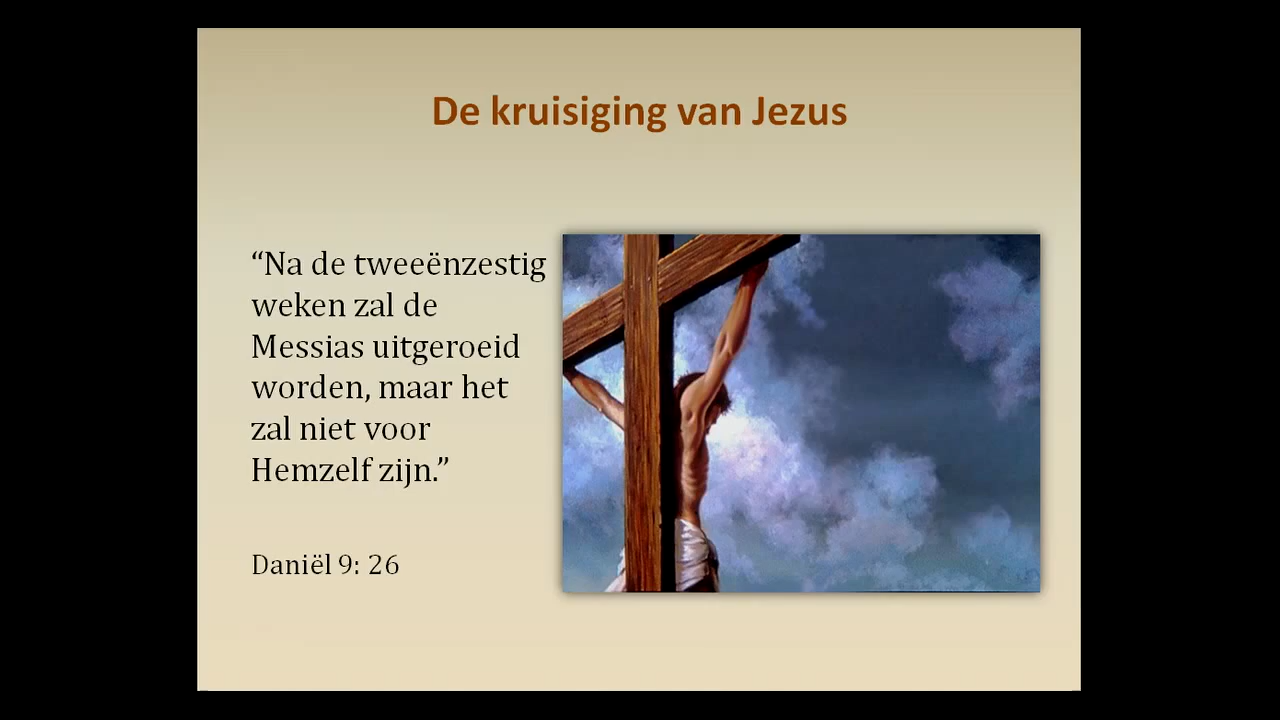 De kruisiging van Jezus
“Na de tweeënzestig
weken zal de
Messias uitgeroeid
worden, maar het
zal niet voor
Hemzelf zijn.”
Daniël 9: 26